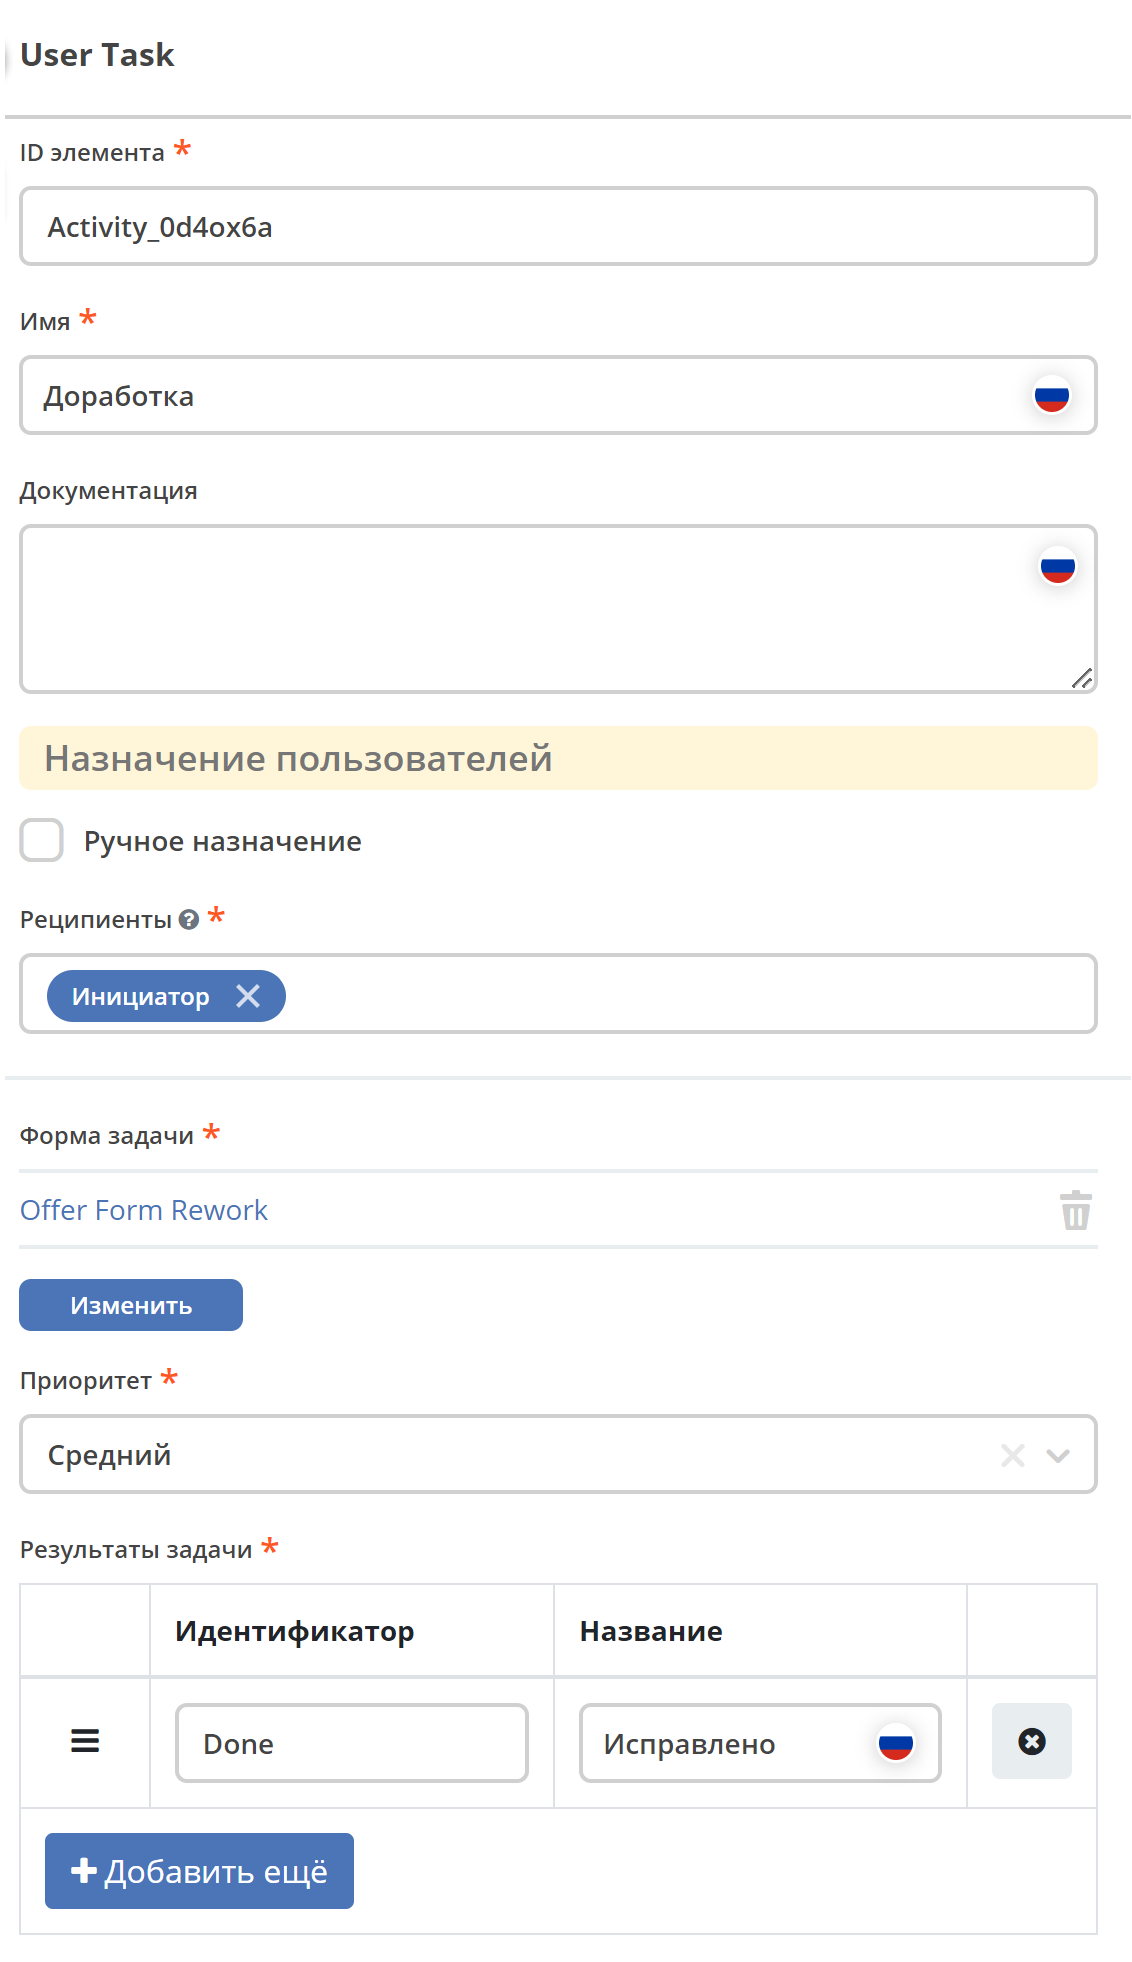 User Task
ID элемента *
Activity_0d4ox6a
Имя *
Доработка
Документация
Назначение пользователей
Ручное назначение
Реципиенты ? *
Инициатор
Форма задачи *
Offer Form Rework
Изменить
Приоритет *
Средний
Результаты задачи *
Идентификатор Название
Done Исправлено
Добавить ещё